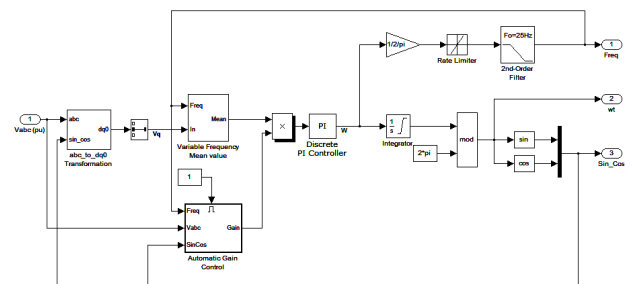 Fo=25Hz
1/2/pi
1
Rate Limiter
2nd-Order
Filter
Freq
Freq
abc
dq0
sin_cos
1
Vabc (pu)
abc_to_dq0
Transformation
Vq
Mean
In
Variable Frequency
Mean value
×
PI
Discrete
PI Controller
W
1
s
Integrator
2*pi
mod
2
wt
sin
cos
3
Sin_Cos
1
Freq
Vabc
Gain
SinCos
Automatic Gain
Control